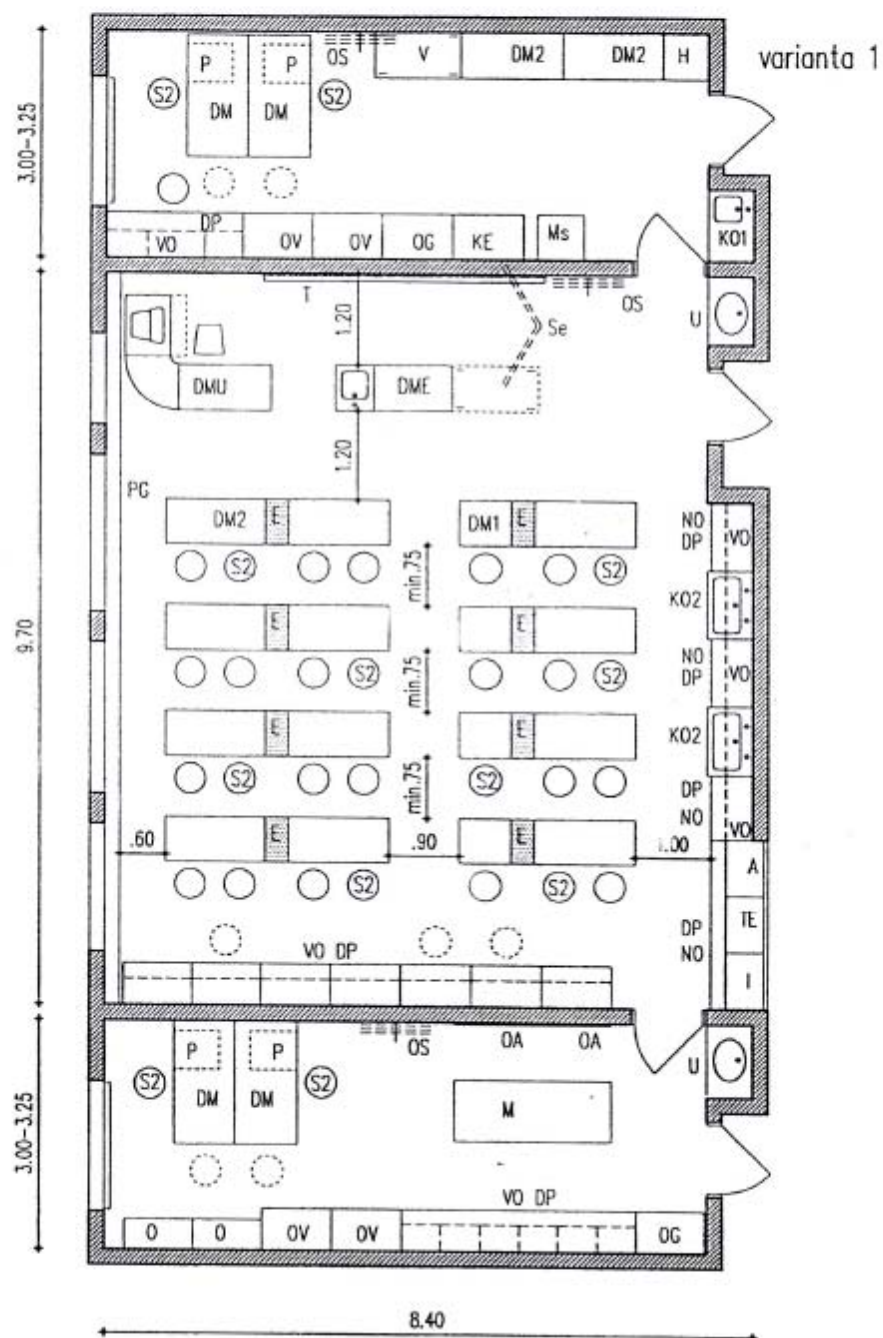 varianta 1
P P OS V DM2 DM2 H
S2 S2
DM DM
3.00-3.25
DP KO1
VO OV OV OG KE Ms
T OS
1.20 Se U
DMU DME
1.20
PG
DM2 E DM1 E NO
DP VO
S2 S2
min.75
KO2
E E
9.70
NO
DP VO
S2 S2
min.75
E E KO2
S2 S2
DP
min.75
NO
E E VO
.60 .90 1.00
A
S2 S2
DP TE
VO DP NO
I
OS OA OA
P P
S2 S2 U
DM DM M
3.00-3.25
VO DP
O O OV OV OG
8.40